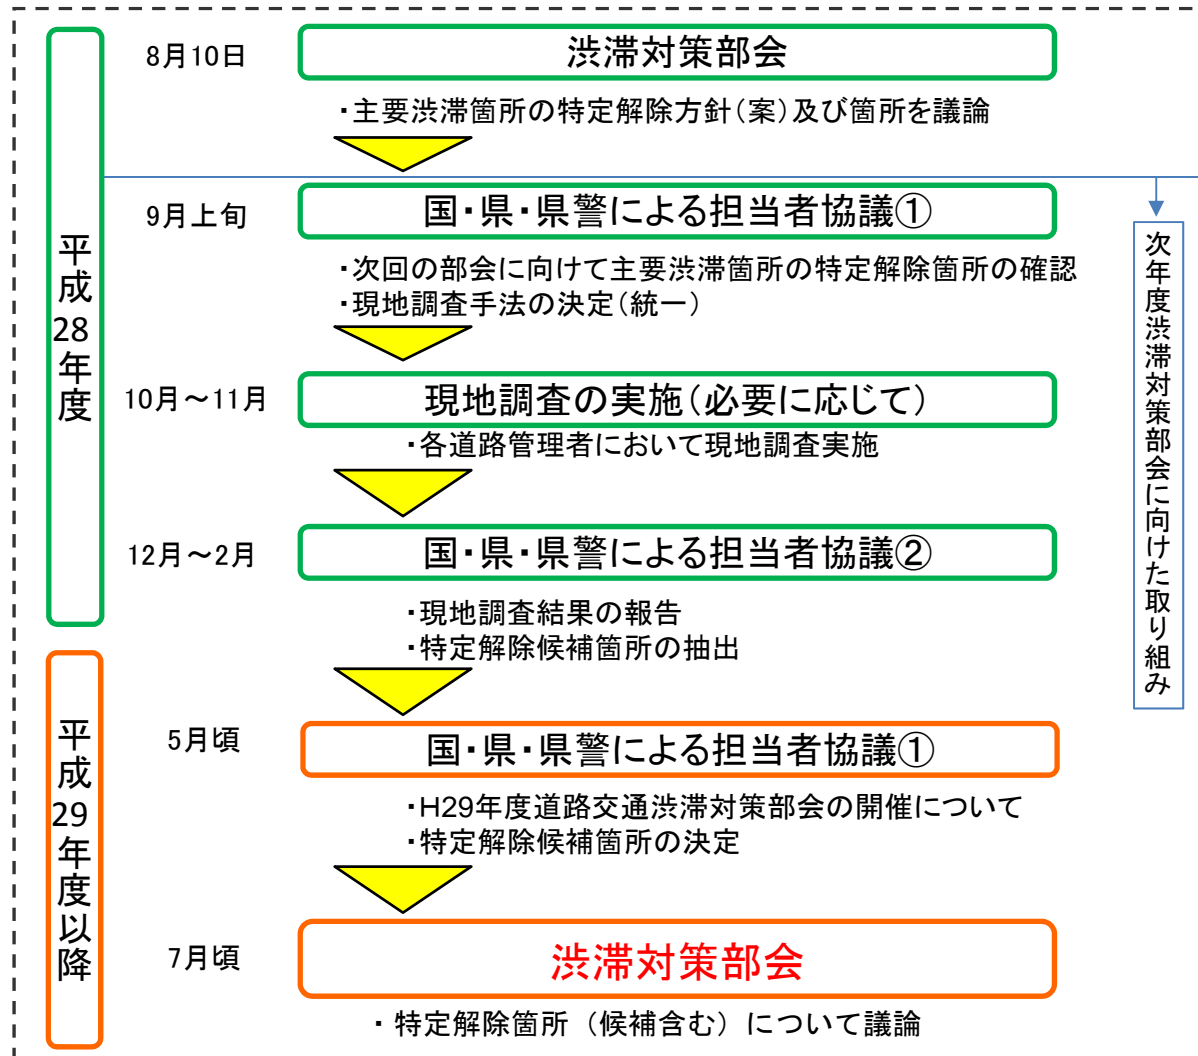 平成28年度
8月10日
渋滞対策部会
・主要渋滞箇所の特定解除方針(案)及び箇所を議論
9月上旬
国・県・県警による担当者協議①
・次回の部会に向けて主要渋滞箇所の特定解除箇所の確認
・現地調査手法の決定(統一)
10月～11月
現地調査の実施(必要に応じて)
・各道路管理者において現地調査実施
12月～2月
国・県・県警による担当者協議②
・現地調査結果の報告
・特定解除候補箇所の抽出
次年度渋滞対策部会に向けた取り組み
平成29年度以降
5月頃
国・県・県警による担当者協議①
・H29年度道路交通渋滞対策部会の開催について
・特定解除候補箇所の決定
7月頃
渋滞対策部会
・ 特定解除箇所 (候補含む) について議論